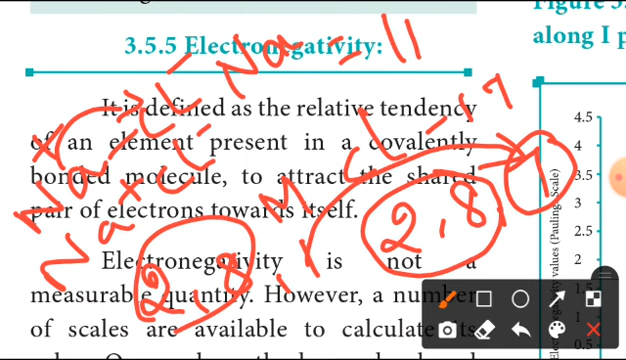 Figure 3.
along I p
3.5.5 Electronegativity:
It is defined as the relative tendency
of an element present in a covalently
bonded molecule, to attract the shared
pair of electrons towards itself.
Electronegativity is not a
measurable quantity. However, a number
of scales are available to calculate its
Na - 11
Cl - 17
Na - Cl
Na+ Cl-
2,8,1
2,8
4.5
4
3.5
3
2.5
2
1
0.5
Electronegativity values (Pauling Scale)